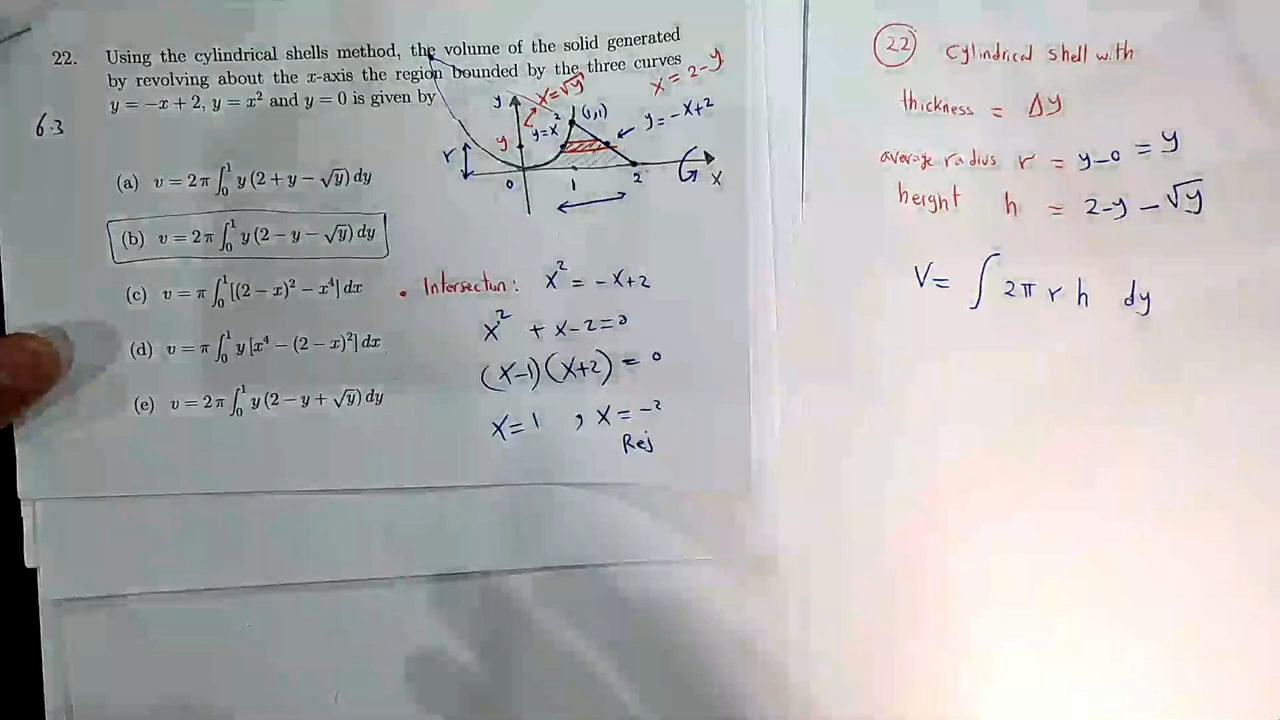 22. Using the cylindrical shells method, the volume of the solid generated
by revolving about the x-axis the region bounded by the three curves
y = −x + 2, y = x² and y = 0 is given by
6.3
(a) v = 2π ∫₀¹ y(2 + y − √y) dy
(b) v = 2π ∫₀¹ y(2 − y − √y) dy
(c) v = π ∫₀¹ [(2 − x)² − x⁴] dx
(d) v = π ∫₀¹ y [x⁴ − (2 − x)²] dx
(e) v = 2π ∫₀¹ y(2 − y + √y) dy
x = √y
x = 2-y
y
(1,1)
y=x²
y = -x+2
y
r
0
1
2
x
Intersection: x² = -x+2
x² + x-2=0
(x-1)(x+2) = 0
x=1 , x=-2
Rej
22 Cylindrical shell with
thickness = Δy
average radius r = y-0 = y
height h = 2-y-√y
V= ∫ 2π r h dy